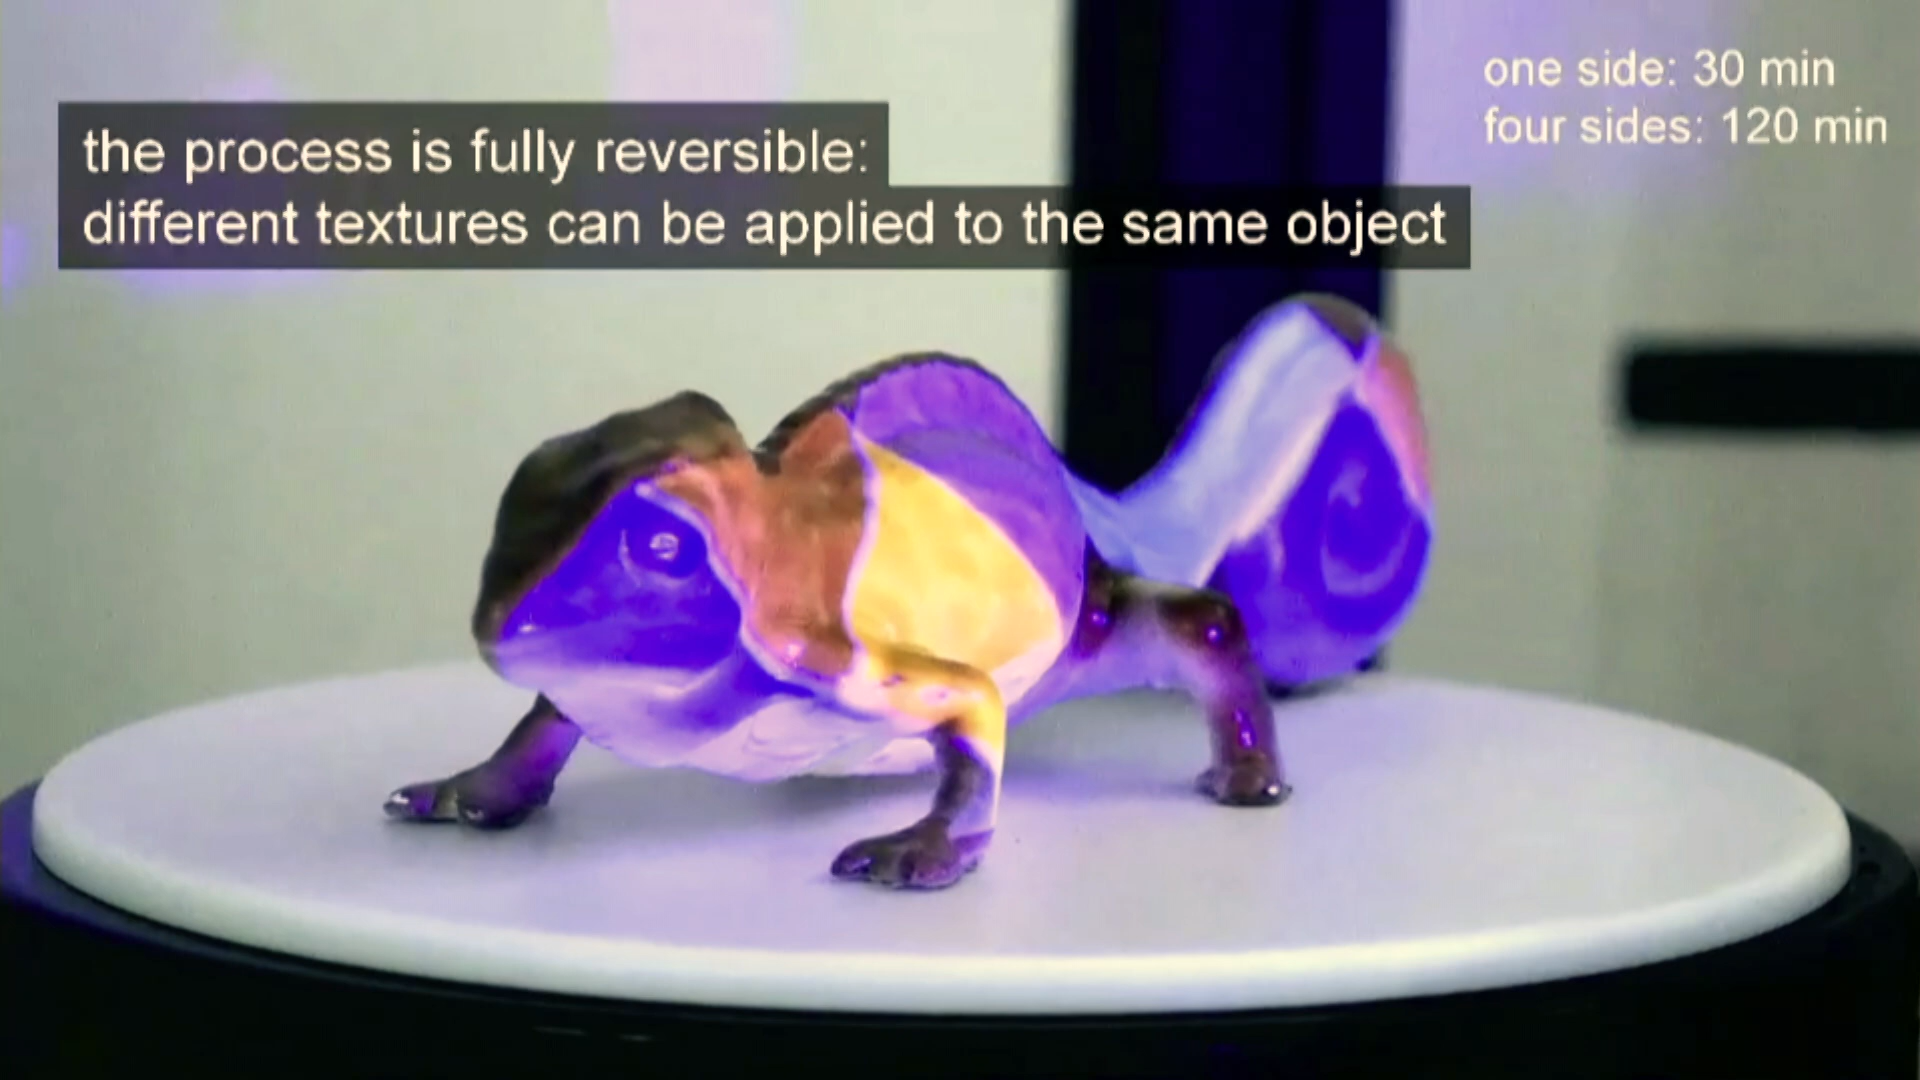 one side: 30 min
four sides: 120 min
the process is fully reversible:
different textures can be applied to the same object